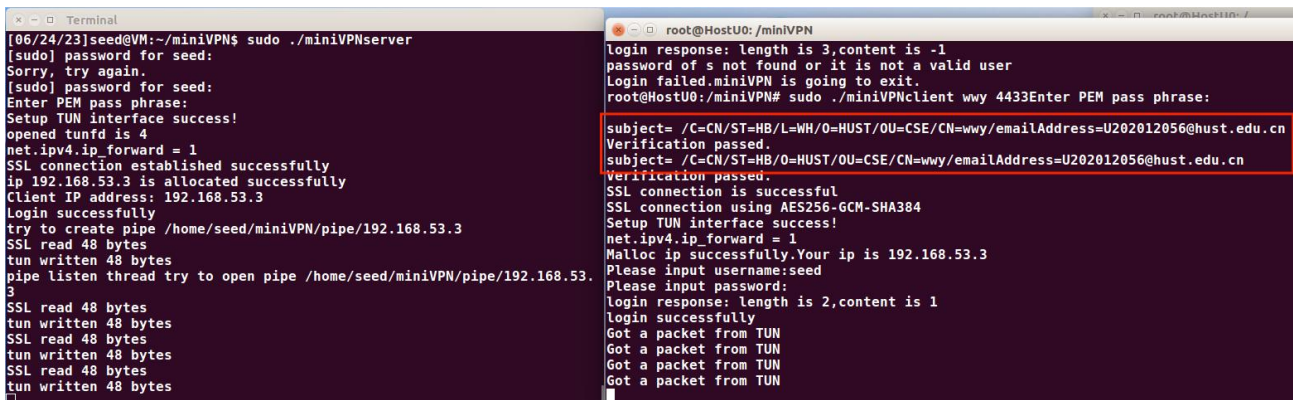 Terminal
[06/24/23]seed@VM:~/miniVPN$ sudo ./miniVPNserver
[sudo] password for seed:
Sorry, try again.
[sudo] password for seed:
Enter PEM pass phrase:
Setup TUN interface success!
opened tunfd is 4
net.ipv4.ip_forward = 1
SSL connection established successfully
ip 192.168.53.3 is allocated successfully
Client IP address: 192.168.53.3
Login successfully
try to create pipe /home/seed/miniVPN/pipe/192.168.53.3
SSL read 48 bytes
tun written 48 bytes
pipe listen thread try to open pipe /home/seed/miniVPN/pipe/192.168.53.
3
SSL read 48 bytes
tun written 48 bytes
SSL read 48 bytes
tun written 48 bytes
SSL read 48 bytes
tun written 48 bytes
root@HostU0: /
root@HostU0: /miniVPN
login response: length is 3,content is -1
password of s not found or it is not a valid user
Login failed.miniVPN is going to exit.
root@HostU0:/miniVPN# sudo ./miniVPNclient wwy 4433Enter PEM pass phrase:
subject= /C=CN/ST=HB/L=WH/O=HUST/OU=CSE/CN=wwy/emailAddress=U202012056@hust.edu.cn
Verification passed.
subject= /C=CN/ST=HB/O=HUST/OU=CSE/CN=wwy/emailAddress=U202012056@hust.edu.cn
Verification passed.
SSL connection is successful
SSL connection using AES256-GCM-SHA384
Setup TUN interface success!
net.ipv4.ip_forward = 1
Malloc ip successfully.Your ip is 192.168.53.3
Please input username:seed
Please input password:
login response: length is 2,content is 1
login successfully
Got a packet from TUN
Got a packet from TUN
Got a packet from TUN
Got a packet from TUN